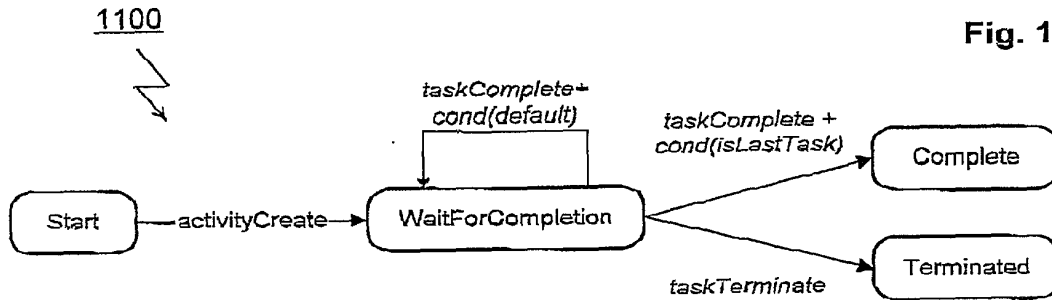 1100
Fig. 1
taskComplete+
cond(default)
taskComplete +
cond(isLastTask)
Complete
Start
activityCreate
WaitForCompletion
taskTerminate
Terminated